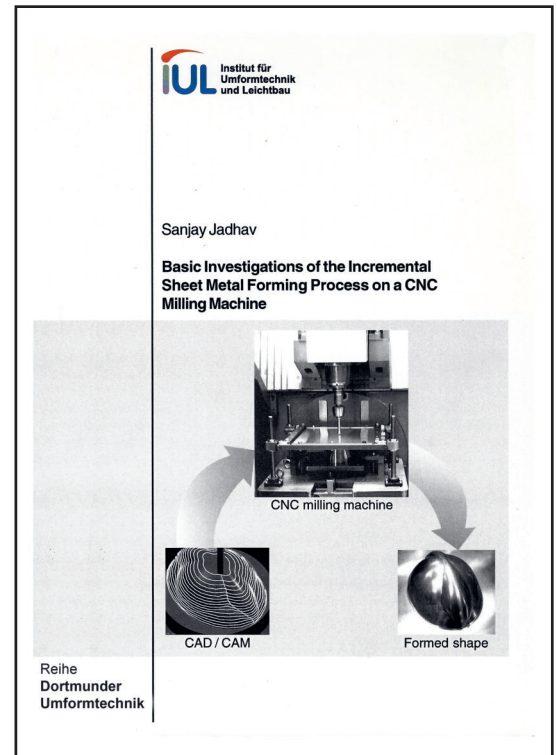 iUL
Institut für
Umformtechnik
und Leichtbau
Sanjay Jadhav
Basic Investigations of the Incremental
Sheet Metal Forming Process on a CNC
Milling Machine
CNC milling machine
CAD / CAM
Formed shape
Reihe
Dortmunder
Umformtechnik